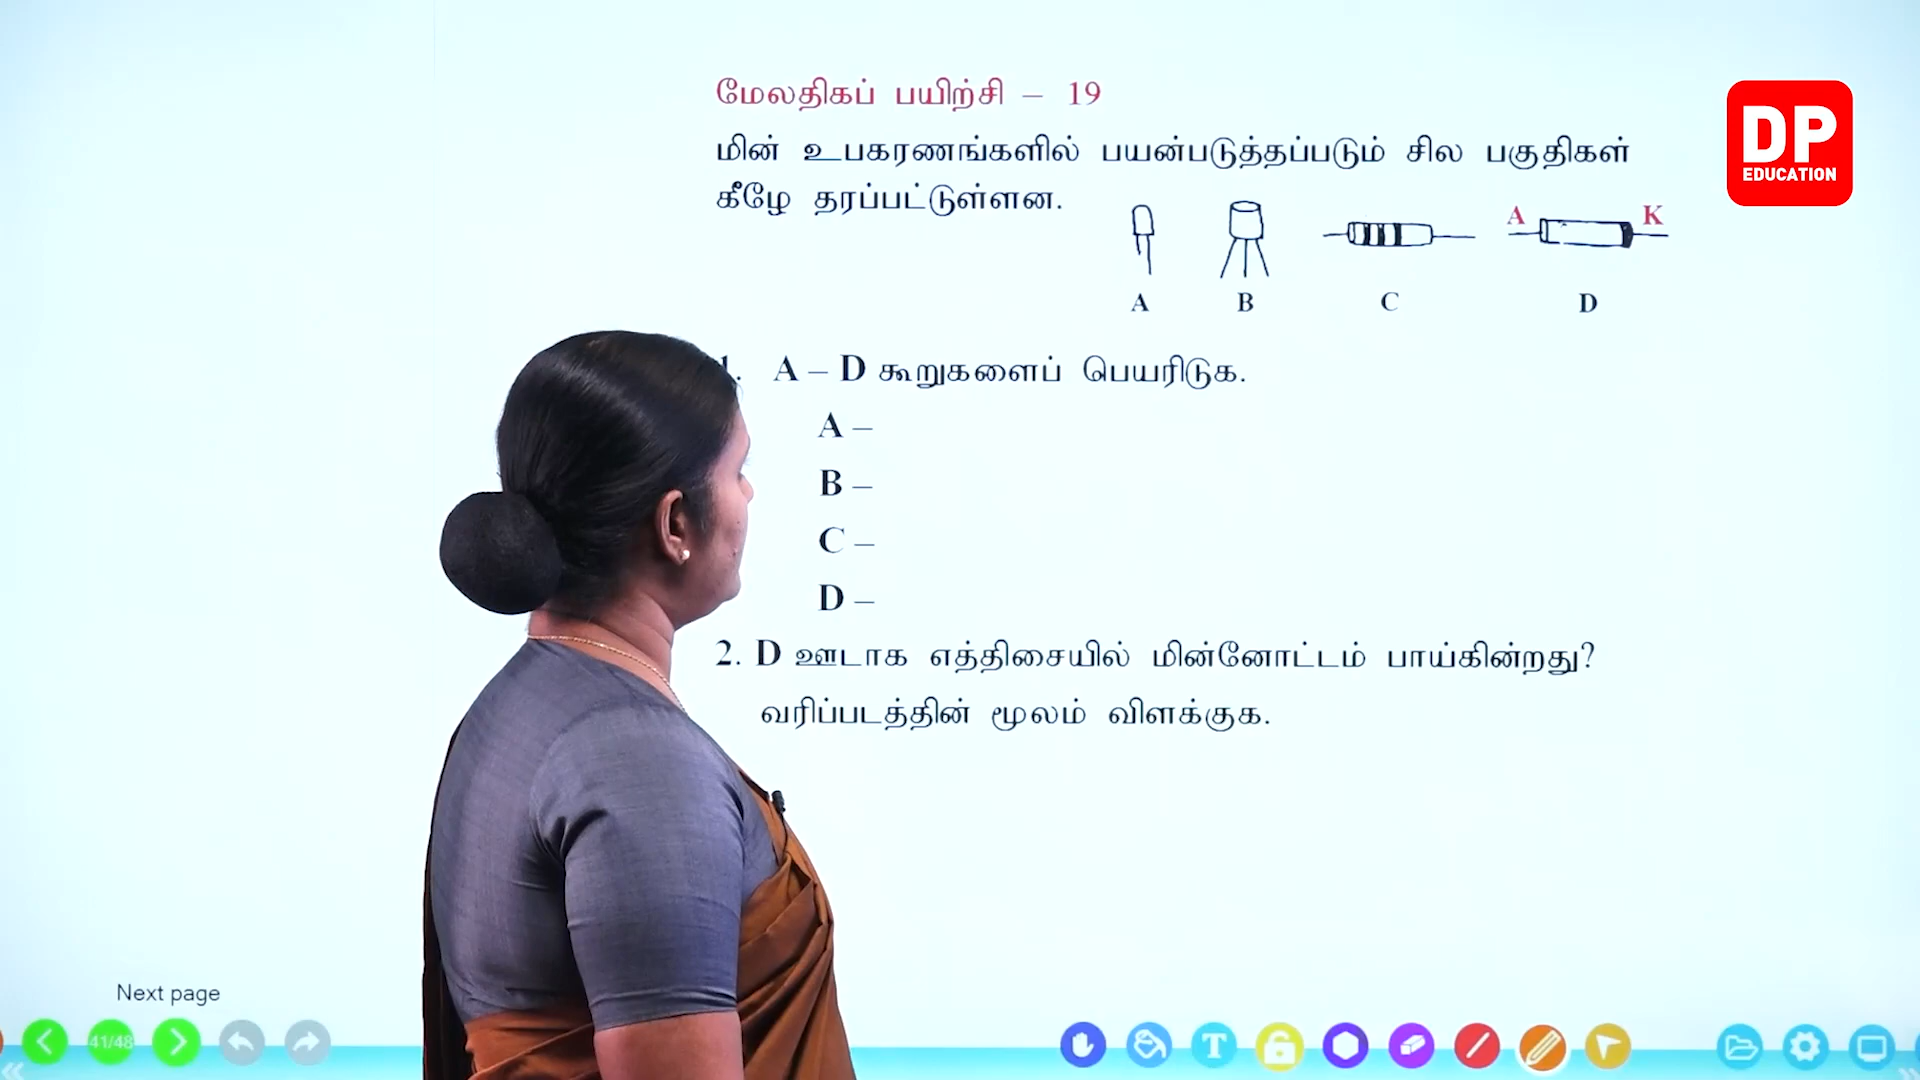 மேலதிகப் பயிற்சி – 19
மின் உபகரணங்களில் பயன்படுத்தப்படும் சில பகுதிகள்
கீழே தரப்பட்டுள்ளன.
A K
A B C D
1. A – D கூறுகளைப் பெயரிடுக.
A –
B –
C –
D –
2. D ஊடாக எத்திசையில் மின்னோட்டம் பாய்கின்றது?
வரிப்படத்தின் மூலம் விளக்குக.
DP
EDUCATION
Next page
41/48
T